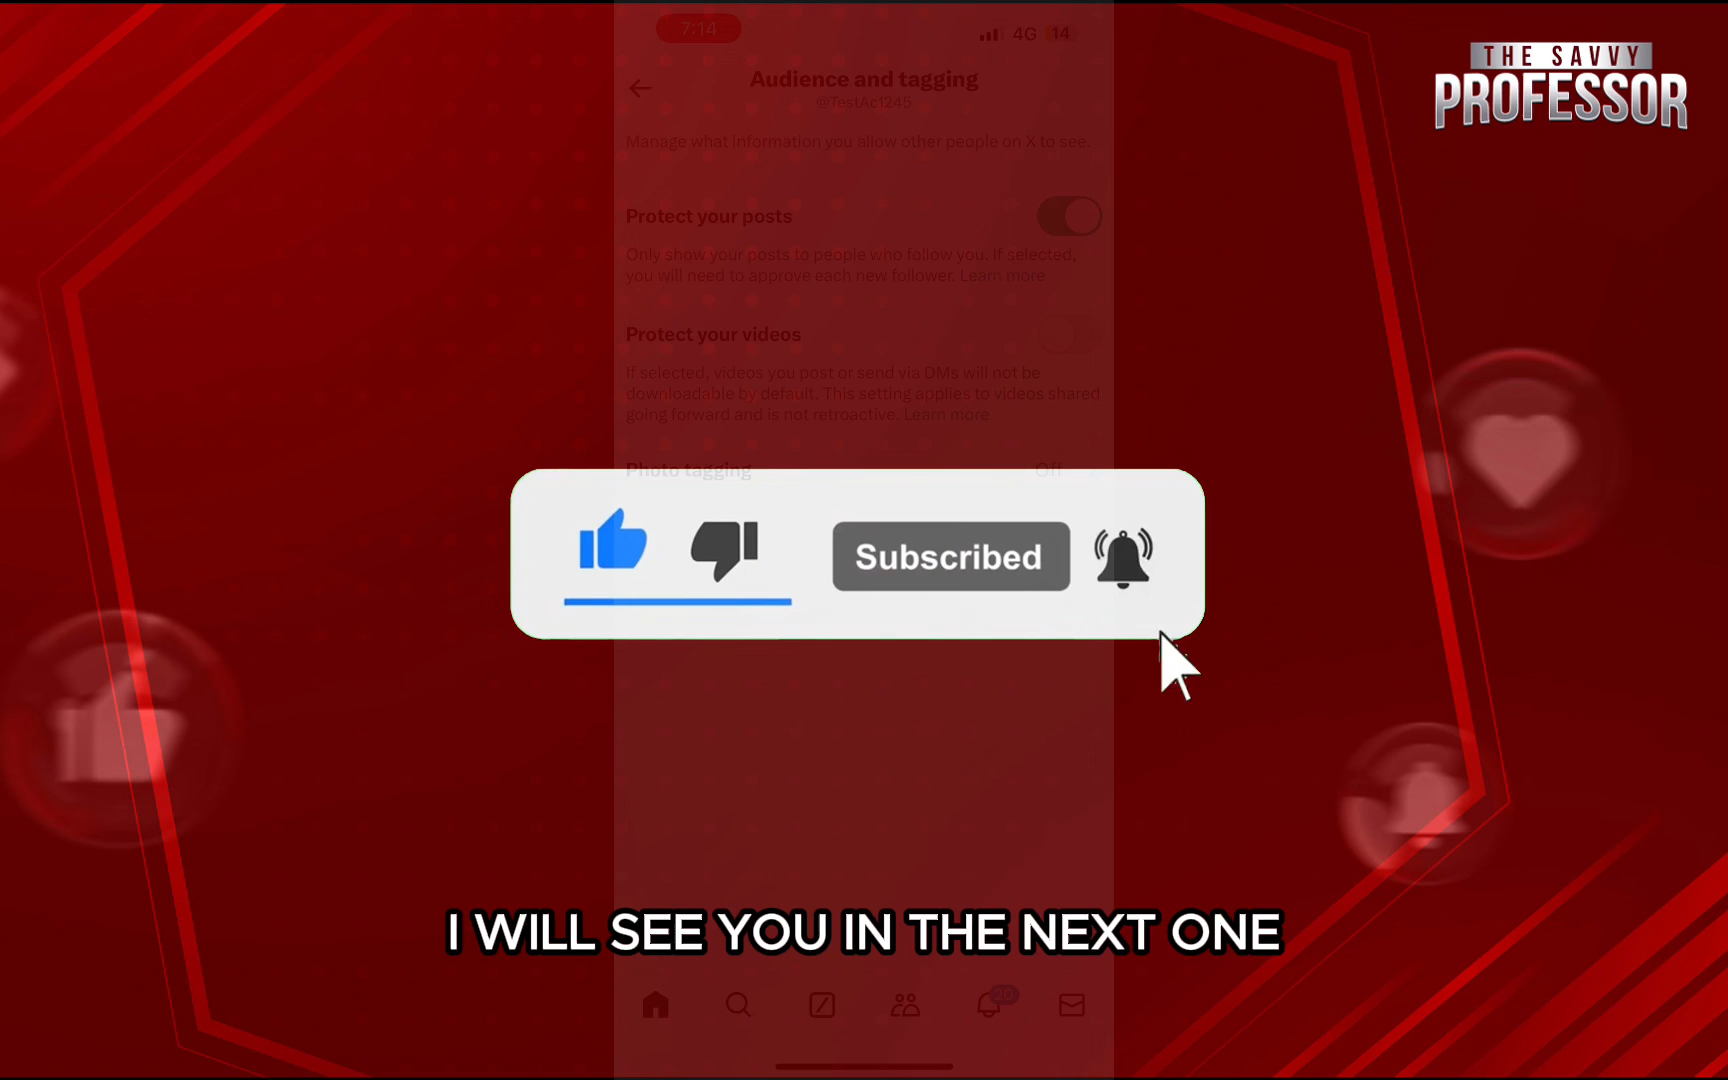 7:14
4G 14
THE SAVVY
PROFESSOR
Audience and tagging
@TestAc1245
Manage what information you allow other people on X to see.
Protect your posts
Only show your posts to people who follow you. If selected,
you will need to approve each new follower. Learn more
Protect your videos
If selected, videos you post or send via DMs will not be
downloadable by default. This setting applies to videos shared
going forward and is not retroactive. Learn more
Photo tagging Off
Subscribed
I WILL SEE YOU IN THE NEXT ONE
20